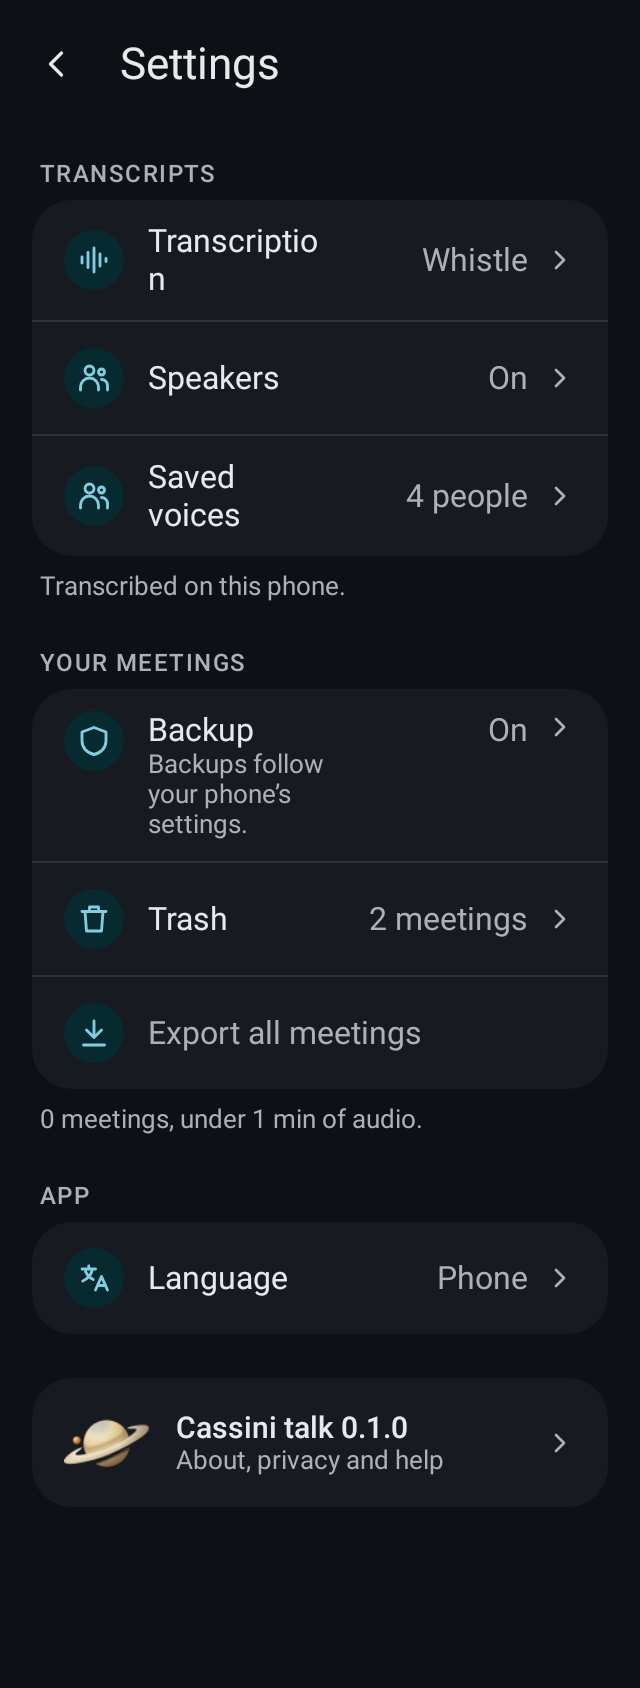 Settings
TRANSCRIPTS
Transcriptio
n
Whistle
Speakers
On
Saved
voices
4 people
Transcribed on this phone.
YOUR MEETINGS
Backup
On
Backups follow
your phone’s
settings.
Trash
2 meetings
Export all meetings
0 meetings, under 1 min of audio.
APP
Language
Phone
Cassini talk 0.1.0
About, privacy and help